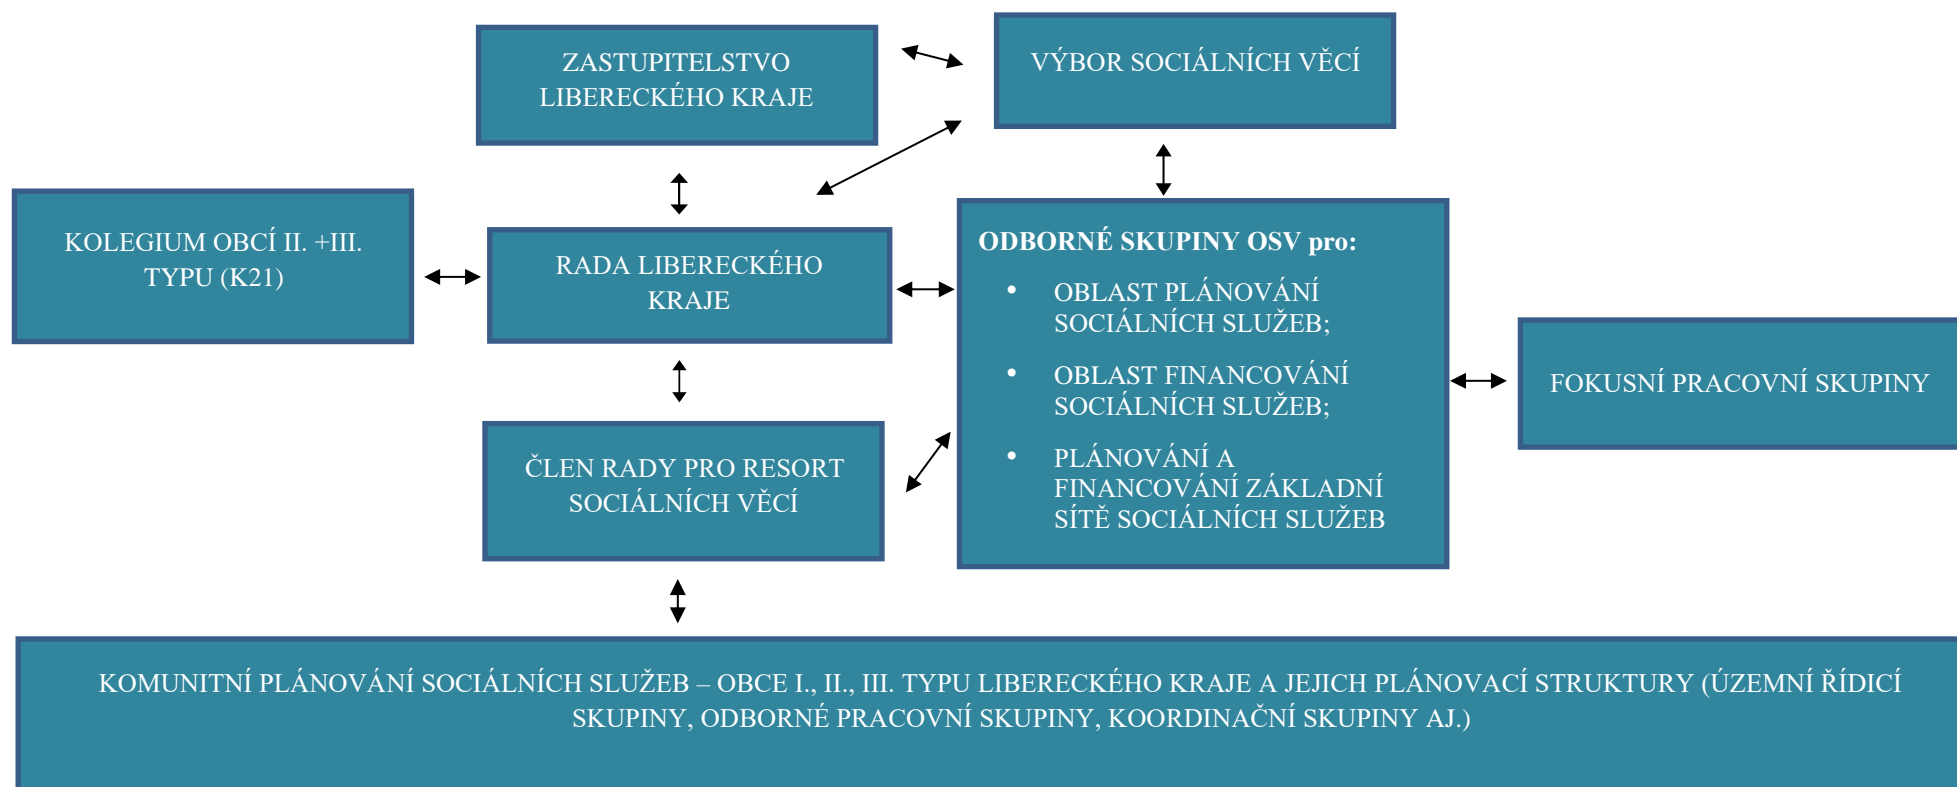 ZASTUPITELSTVO
LIBERECKÉHO KRAJE
VÝBOR SOCIÁLNÍCH VĚCÍ
KOLEGIUM OBCÍ II. +III.
TYPU (K21)
RADA LIBERECKÉHO
KRAJE
ODBORNÉ SKUPINY OSV pro:
• OBLAST PLÁNOVÁNÍ
SOCIÁLNÍCH SLUŽEB;
• OBLAST FINANCOVÁNÍ
SOCIÁLNÍCH SLUŽEB;
• PLÁNOVÁNÍ A
FINANCOVÁNÍ ZÁKLADNÍ
SÍTĚ SOCIÁLNÍCH SLUŽEB
FOKUSNÍ PRACOVNÍ SKUPINY
ČLEN RADY PRO RESORT
SOCIÁLNÍCH VĚCÍ
KOMUNITNÍ PLÁNOVÁNÍ SOCIÁLNÍCH SLUŽEB – OBCE I., II., III. TYPU LIBERECKÉHO KRAJE A JEJICH PLÁNOVACÍ STRUKTURY (ÚZEMNÍ ŘÍDICÍ
SKUPINY, ODBORNÉ PRACOVNÍ SKUPINY, KOORDINAČNÍ SKUPINY AJ.)